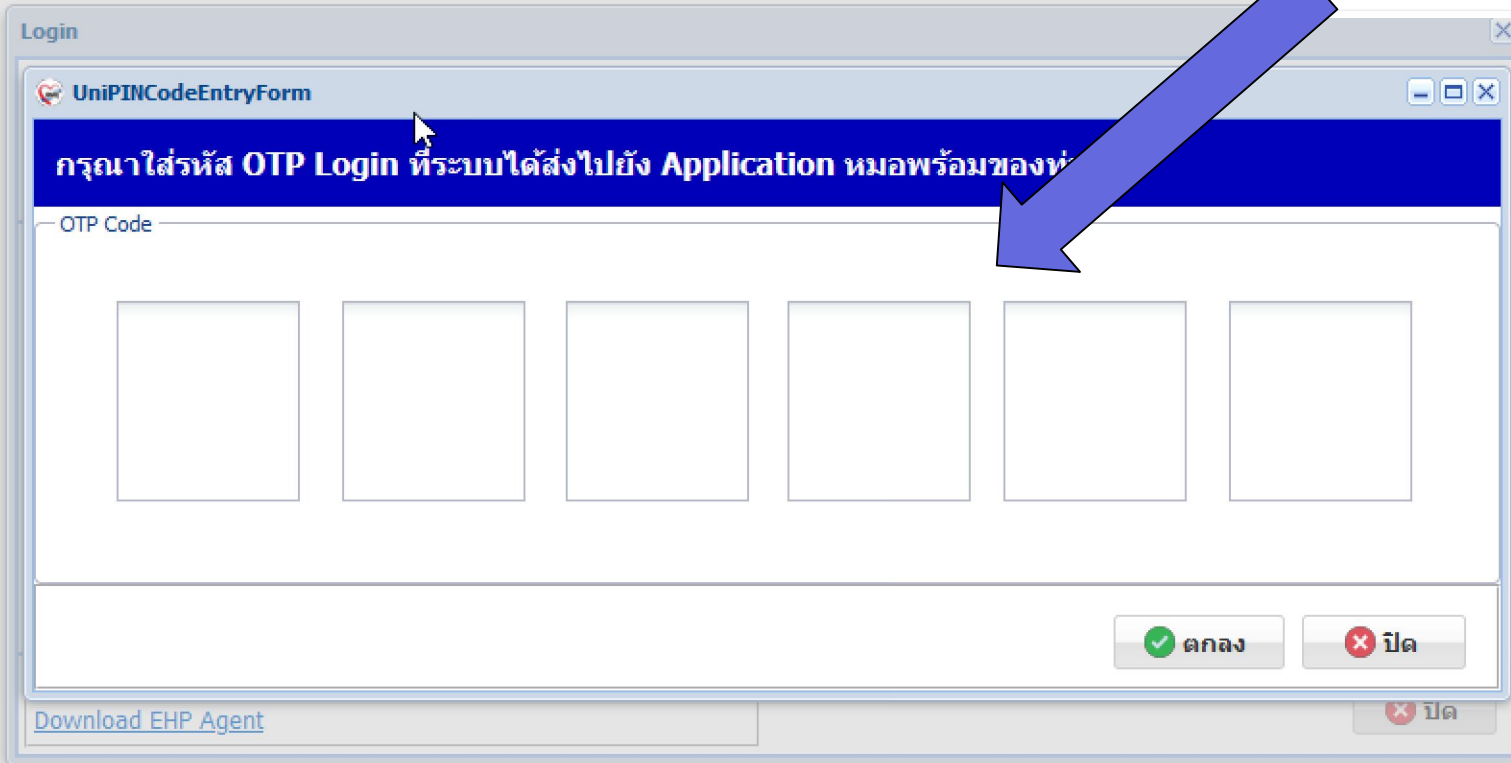 Login
UniPINCodeEntryForm
กรุณาใส่รหัส OTP Login ที่ระบบได้ส่งไปยัง Application หมอพร้อมของ
OTP Code
ตกลง
ปิด
Download EHP Agent
ปิด